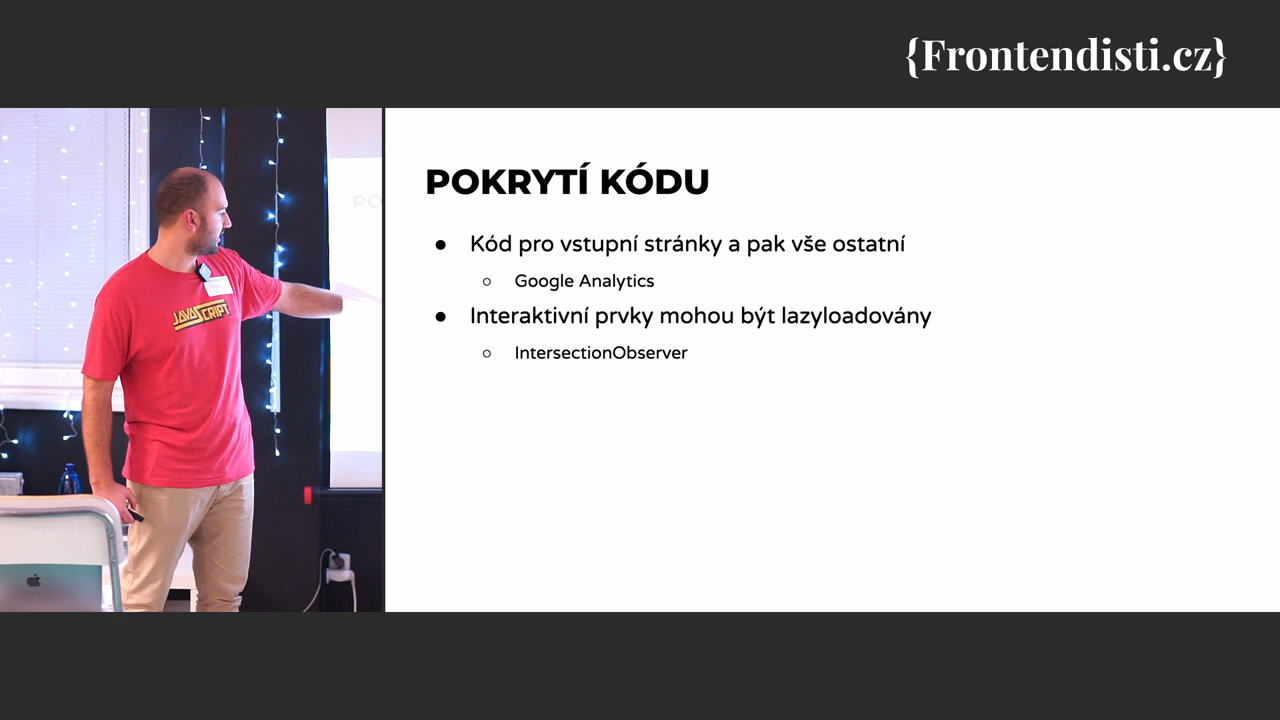 {Frontendisti.cz}
POKRYTÍ KÓDU
● Kód pro vstupní stránky a pak vše ostatní
○ Google Analytics
● Interaktivní prvky mohou být lazyloadovány
○ IntersectionObserver
JAVASCRIPT
PO